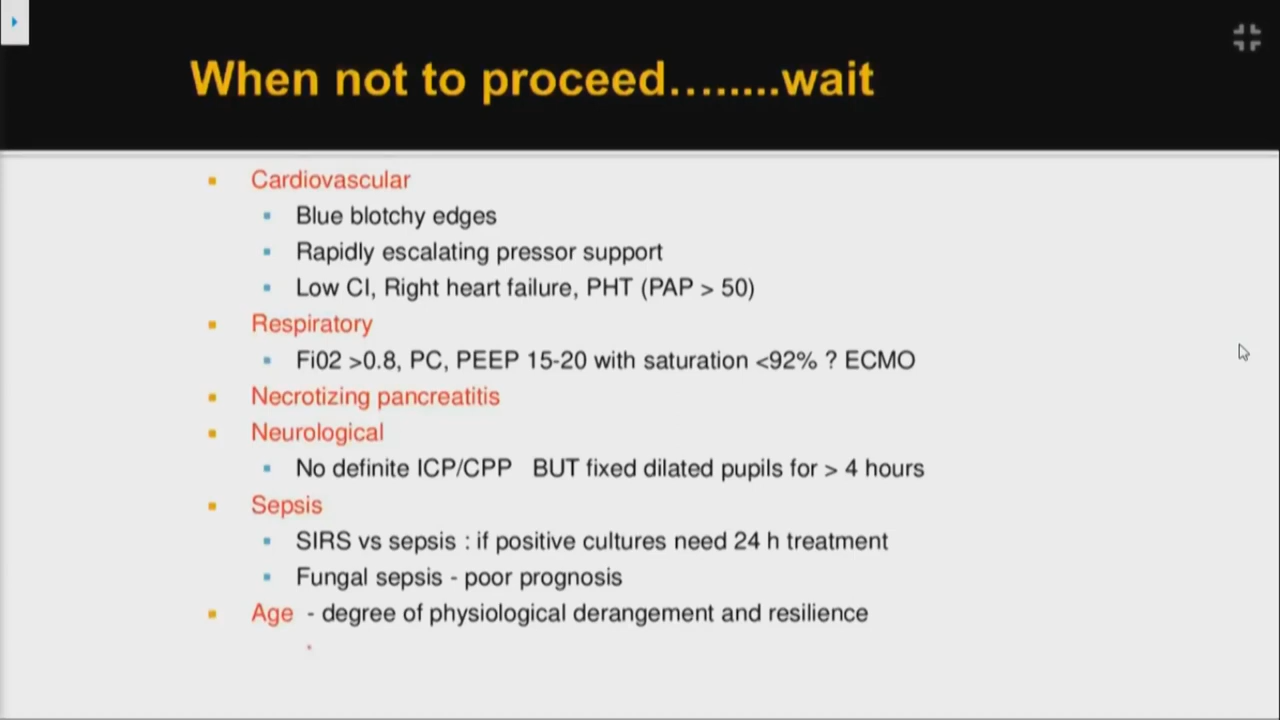 When not to proceed…......wait
Cardiovascular
Blue blotchy edges
Rapidly escalating pressor support
Low CI, Right heart failure, PHT (PAP > 50)
Respiratory
Fi02 >0.8, PC, PEEP 15-20 with saturation <92% ? ECMO
Necrotizing pancreatitis
Neurological
No definite ICP/CPP BUT fixed dilated pupils for > 4 hours
Sepsis
SIRS vs sepsis : if positive cultures need 24 h treatment
Fungal sepsis - poor prognosis
Age - degree of physiological derangement and resilience